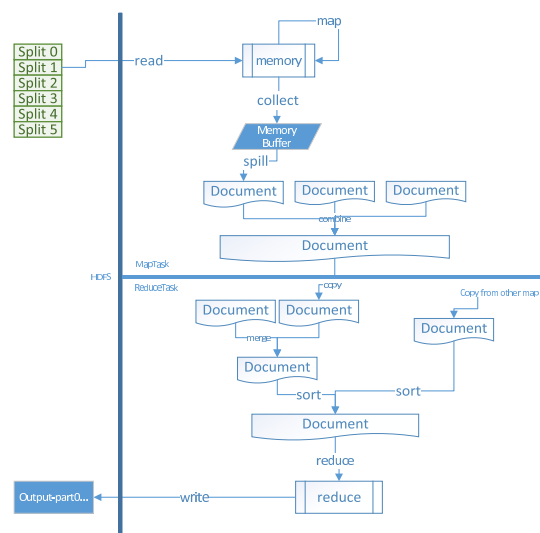 map
Split 0
Split 1
Split 2
Split 3
Split 4
Split 5
read
memory
collect
Memory
Buffer
spill
Document
Document
Document
combine
Document
MapTask
HDFS
ReduceTask
copy
Copy from other map
Document
Document
Document
merge
Document
sort
sort
Document
reduce
Output-part0...
write
reduce